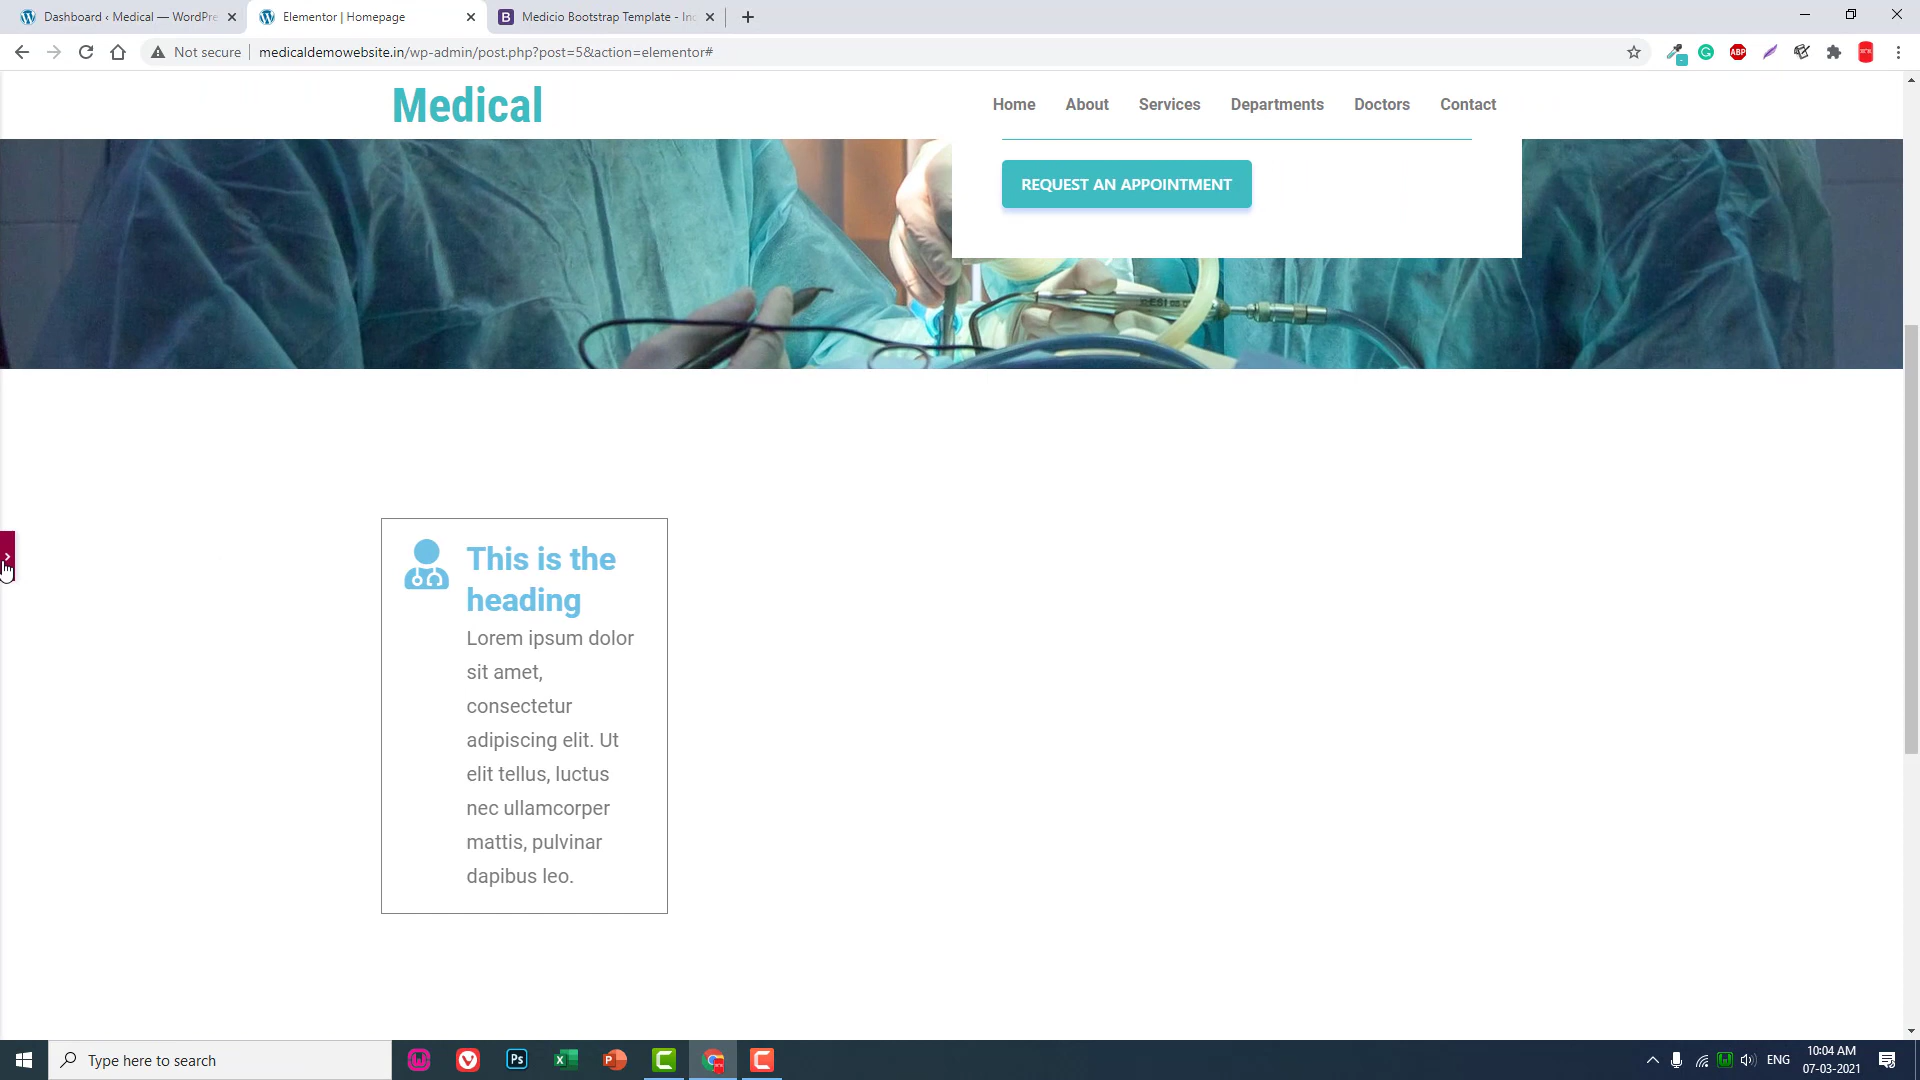 Dashboard ‹ Medical — WordPre
Elementor | Homepage
Medicio Bootstrap Template - Inc
Not secure
medicaldemowebsite.in/wp-admin/post.php?post=5&action=elementor#
ABP
Medical
Home
About
Services
Departments
Doctors
Contact
REQUEST AN APPOINTMENT
This is the
heading
Lorem ipsum dolor
sit amet,
consectetur
adipiscing elit. Ut
elit tellus, luctus
nec ullamcorper
mattis, pulvinar
dapibus leo.
Type here to search
Ps
ENG
10:04 AM
07-03-2021